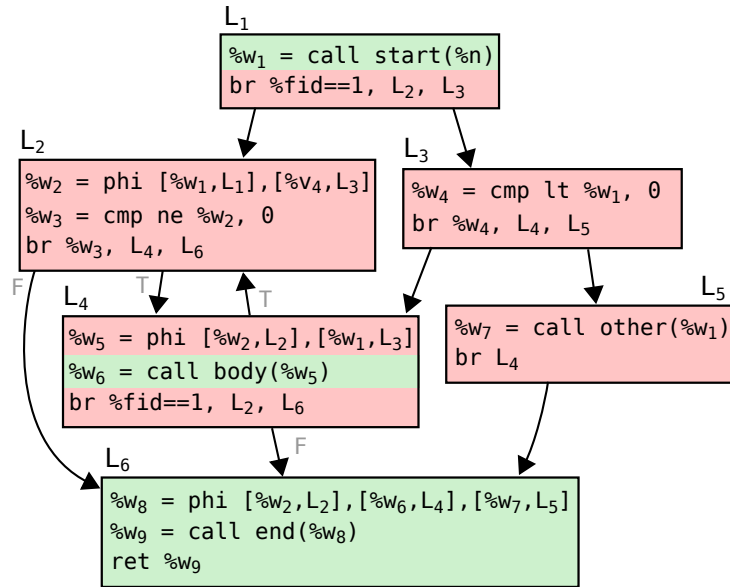 L₁
%w₁ = call start(%n)
br %fid==1, L₂, L₃
L₂
%w₂ = phi [%w₁,L₁],[%v₄,L₃]
%w₃ = cmp ne %w₂, 0
br %w₃, L₄, L₆
L₃
%w₄ = cmp lt %w₁, 0
br %w₄, L₄, L₅
F
T
T
L₄
%w₅ = phi [%w₂,L₂],[%w₁,L₃]
%w₆ = call body(%w₅)
br %fid==1, L₂, L₆
L₅
%w₇ = call other(%w₁)
br L₄
F
L₆
%w₈ = phi [%w₂,L₂],[%w₆,L₄],[%w₇,L₅]
%w₉ = call end(%w₈)
ret %w₉